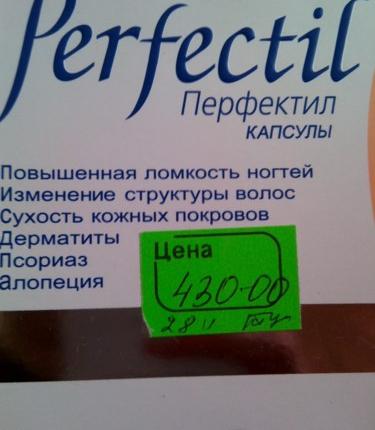 Perfectil
Перфектил
КАПСУЛЫ
Повышенная ломкость ногтей
Изменение структуры волос
Сухость кожных покровов
Дерматиты
Псориаз
Алопеция
Цена
430-00